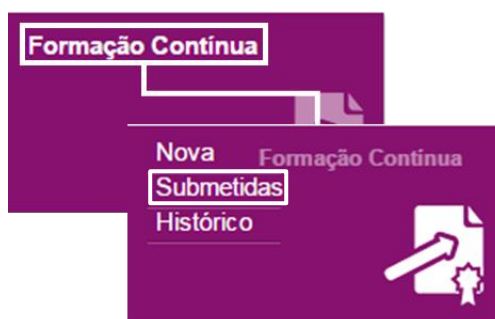 Formação Contínua
Nova
Formação Contínua
Submetidas
Histórico